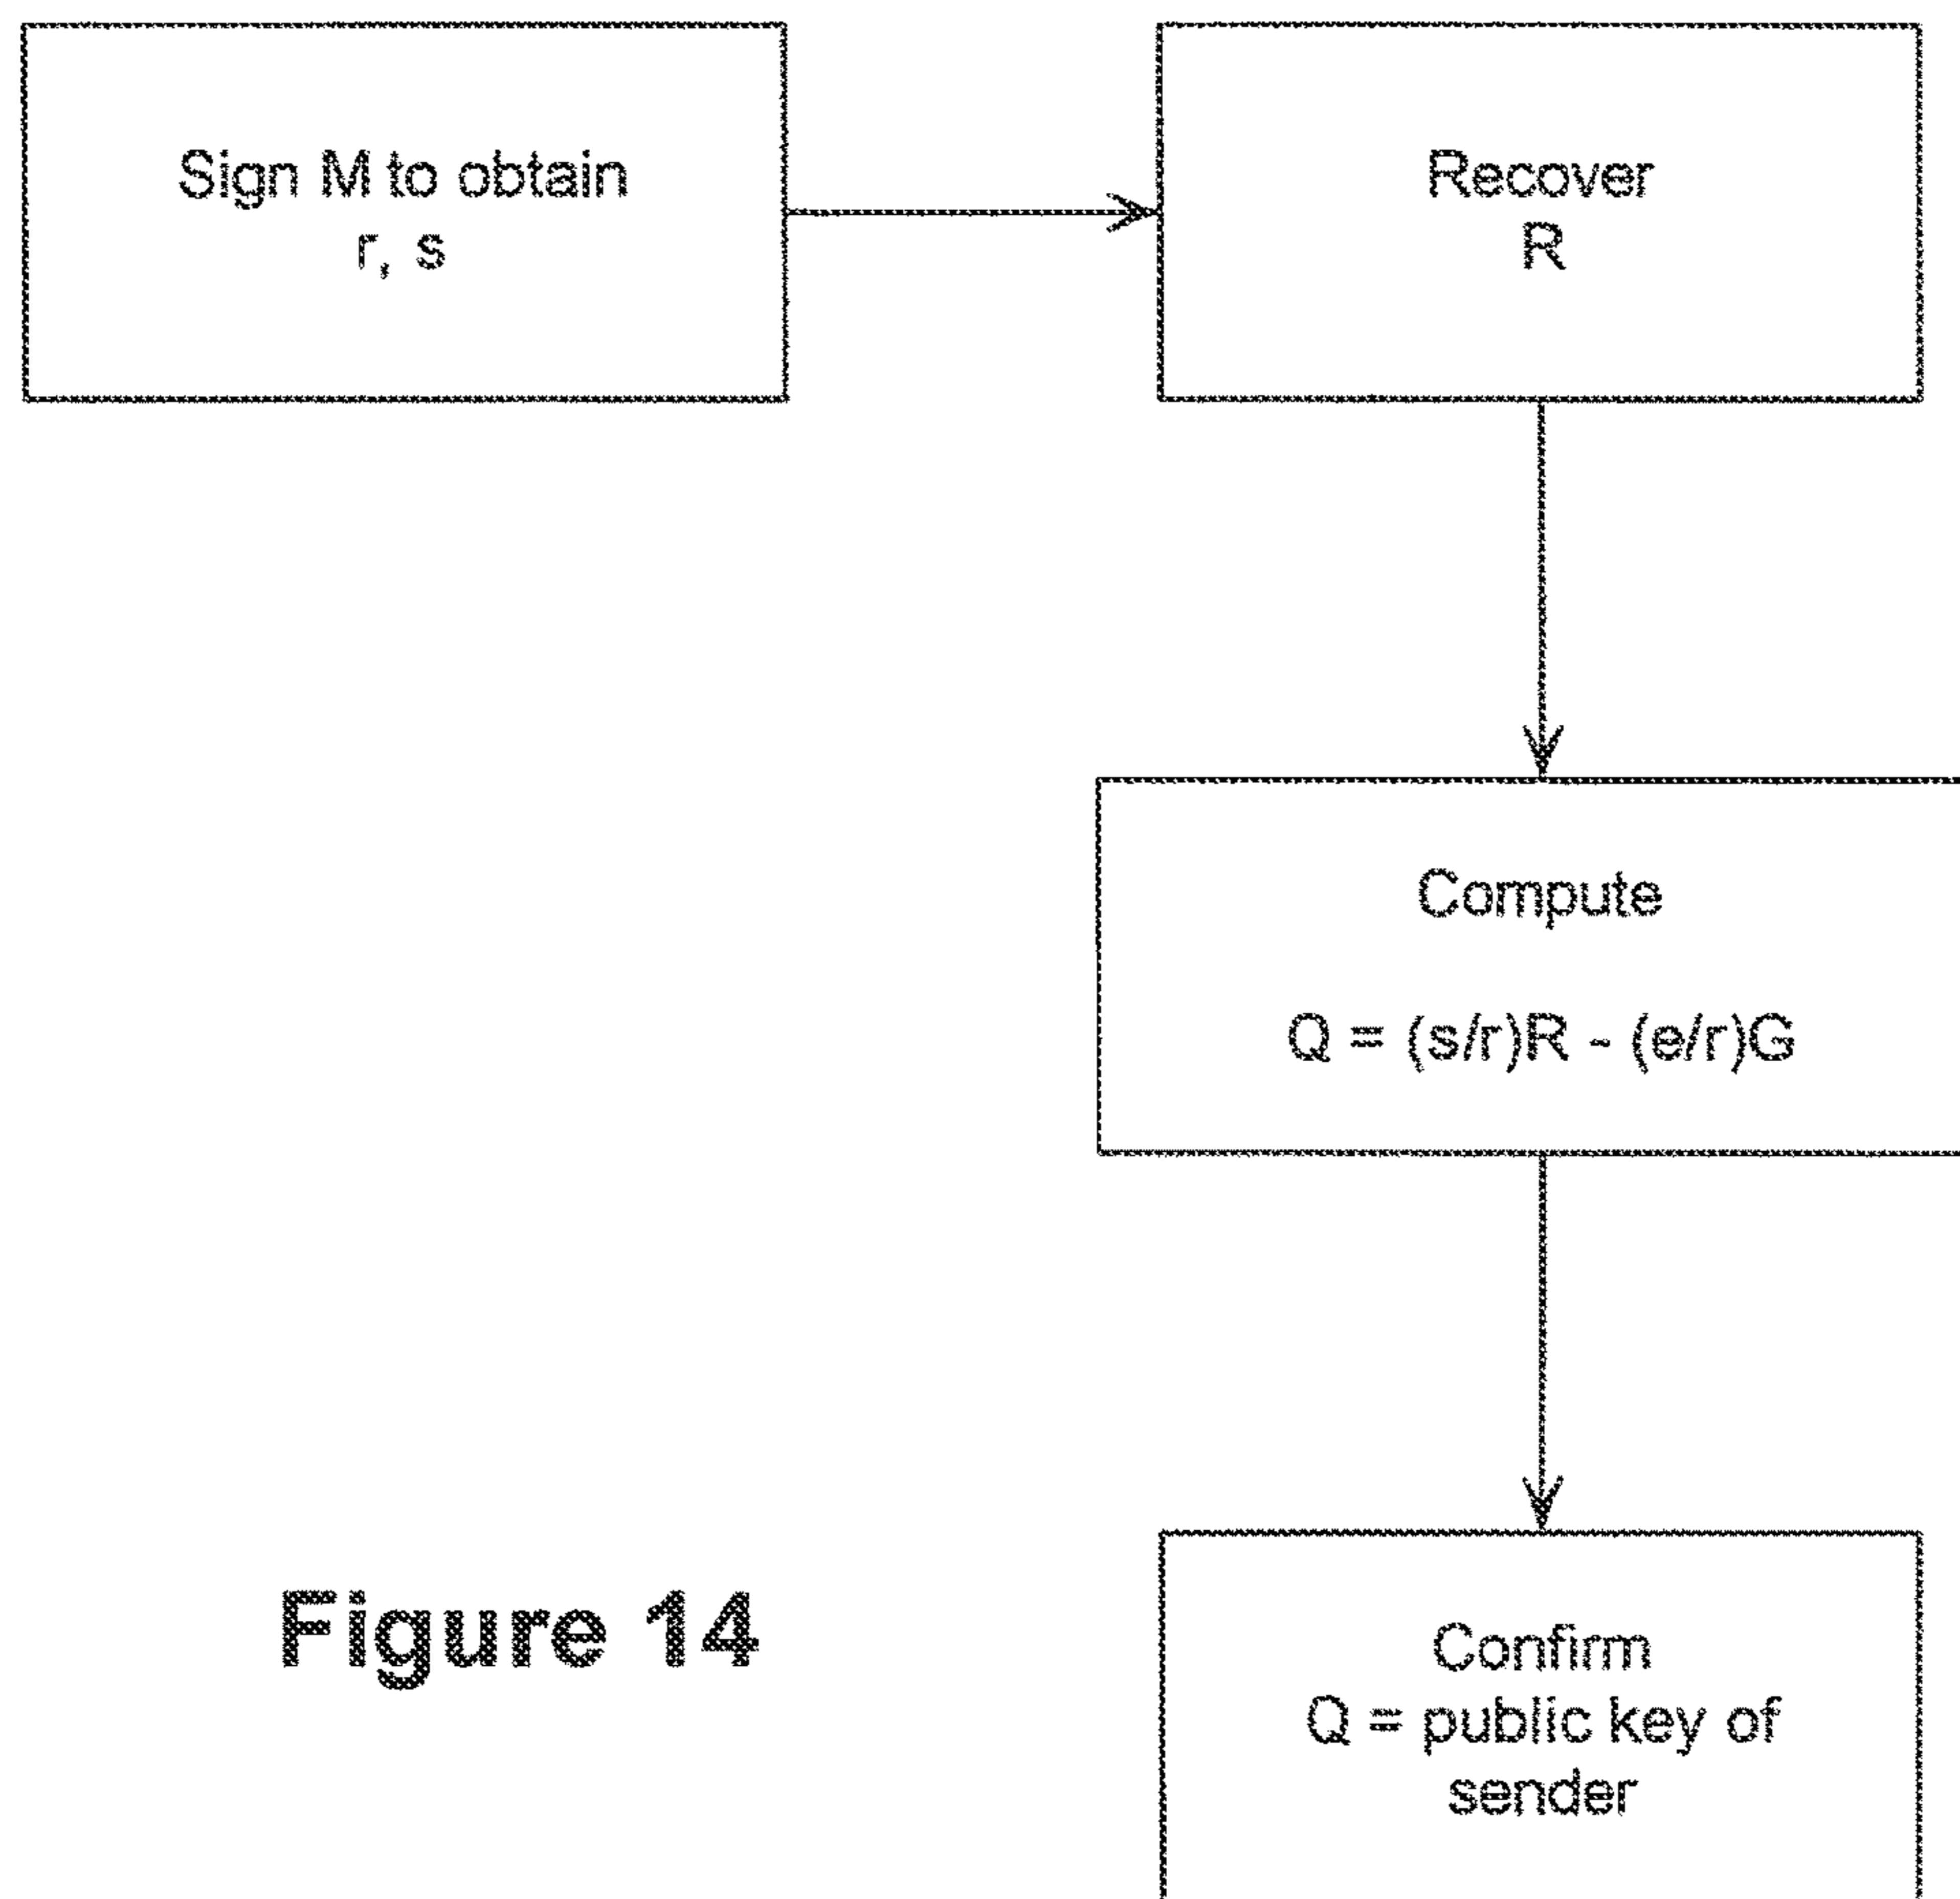 Sign M to obtain
r, s
Recover
R
Compute
Q = (s/r)R - (e/r)G
Confirm
Q = public key of
sender
Figure 14